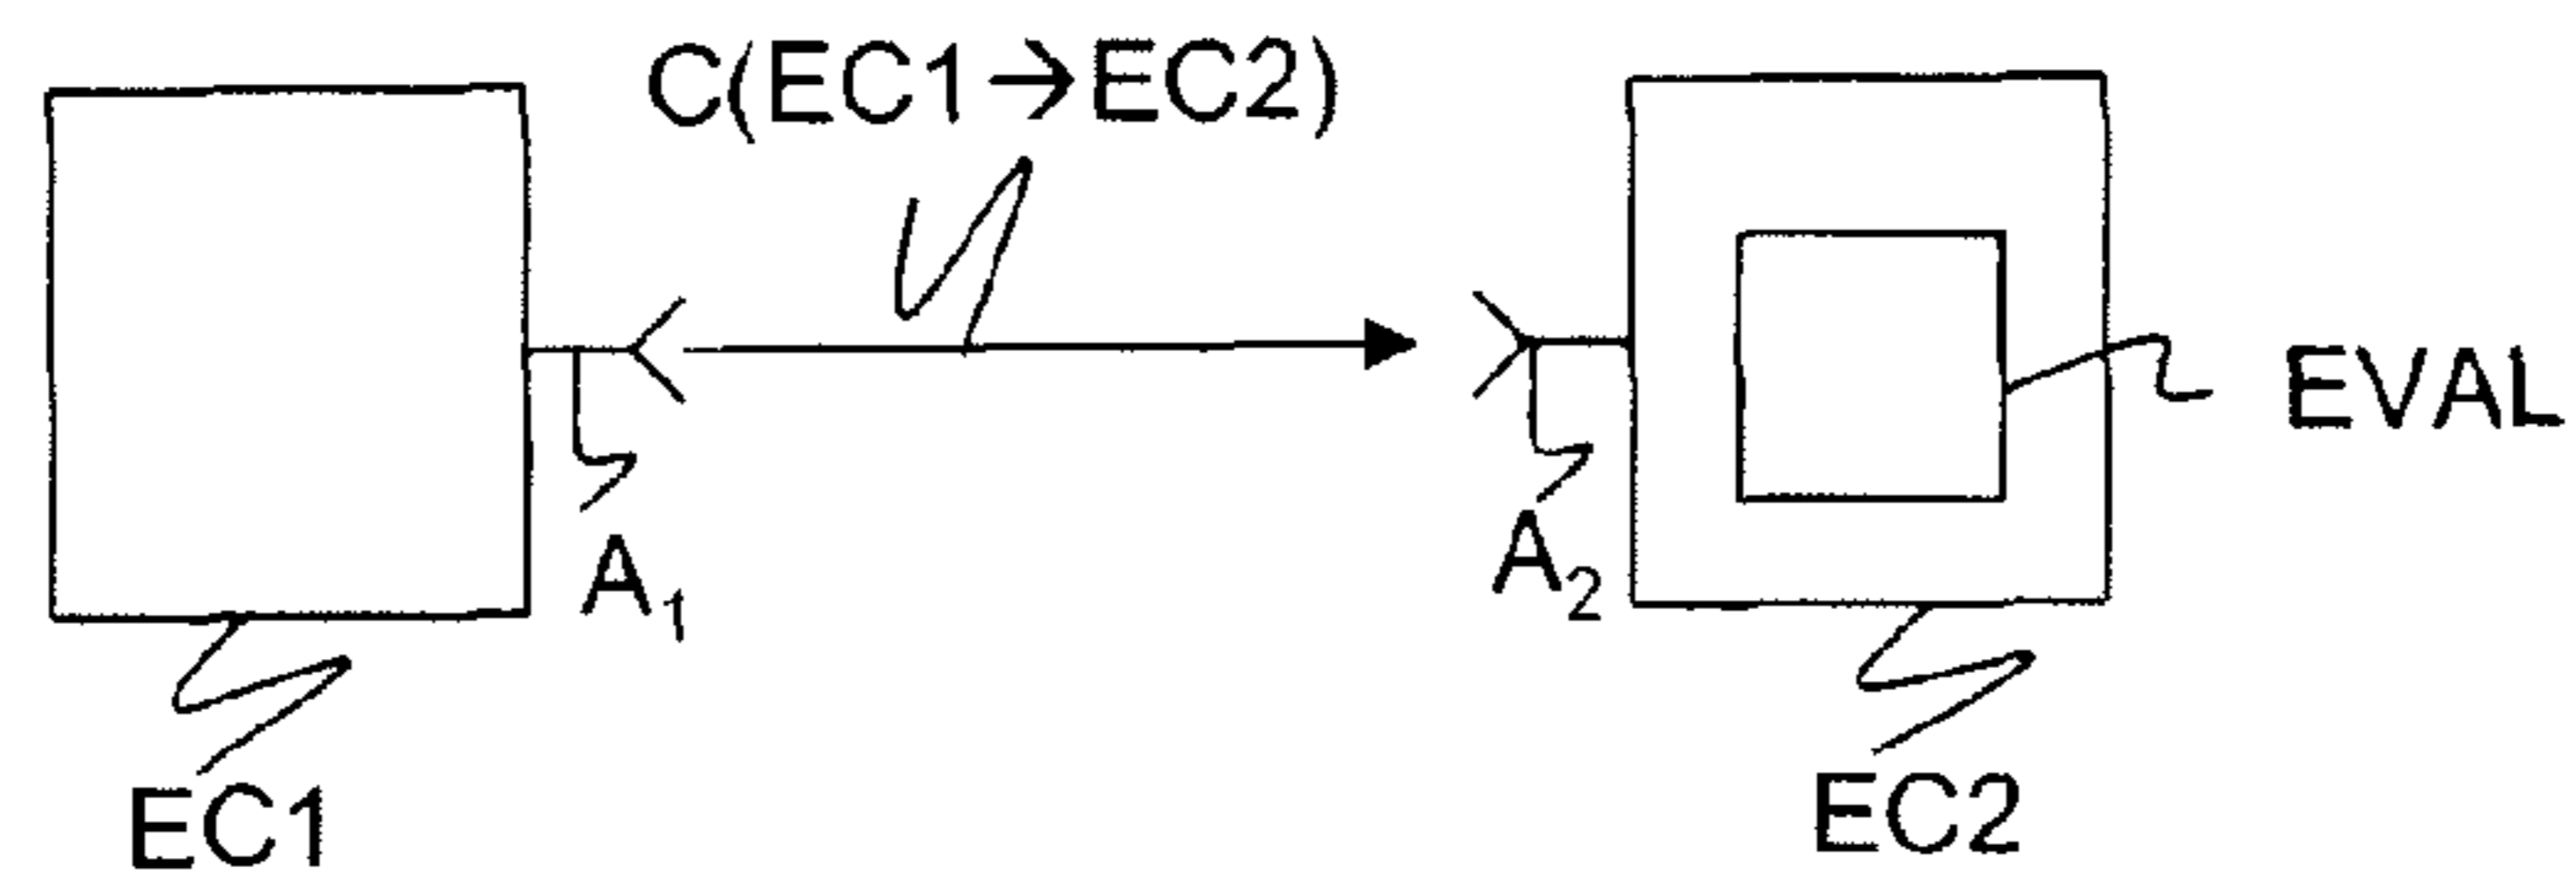 C(EC1→EC2)
EVAL
A₁
A₂
EC1
EC2